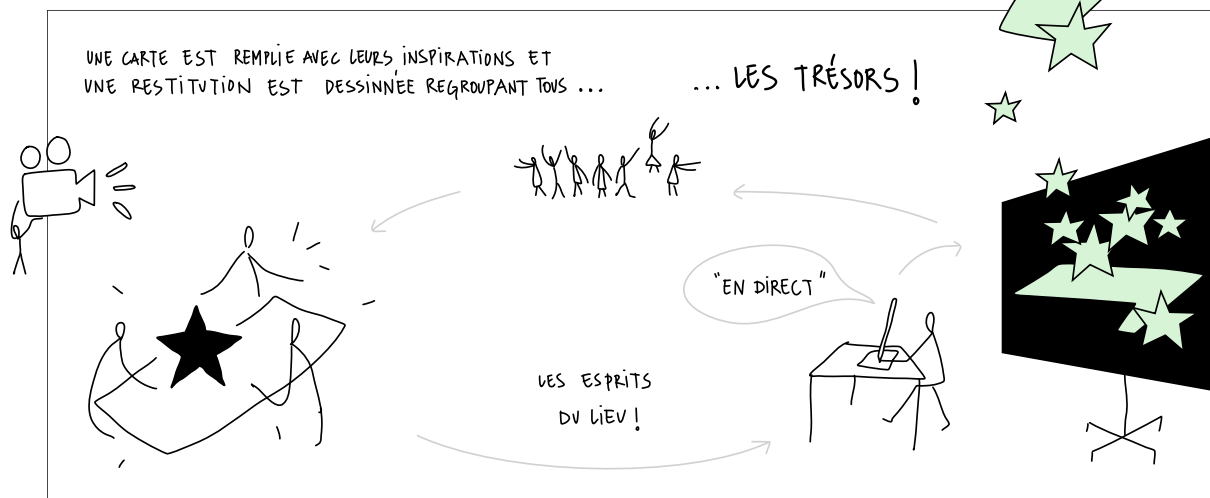 UNE CARTE EST REMPLIE AVEC LEURS INSPIRATIONS ET
UNE RESTITUTION EST DESSINNÉE REGROUPANT TOUS ...
... LES TRÉSORS !
"EN DIRECT"
LES ESPRITS
DU LIEU !